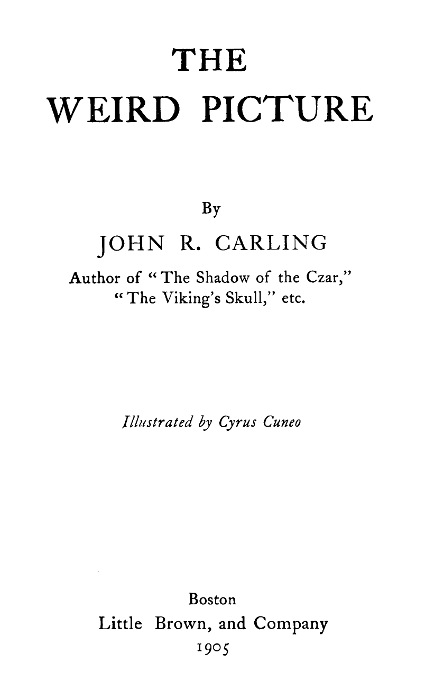 THE
WEIRD PICTURE
By
JOHN R. CARLING
Author of “The Shadow of the Czar,”
“The Viking's Skull,” etc.
Illustrated by Cyrus Cuneo
Boston
Little Brown, and Company
1905